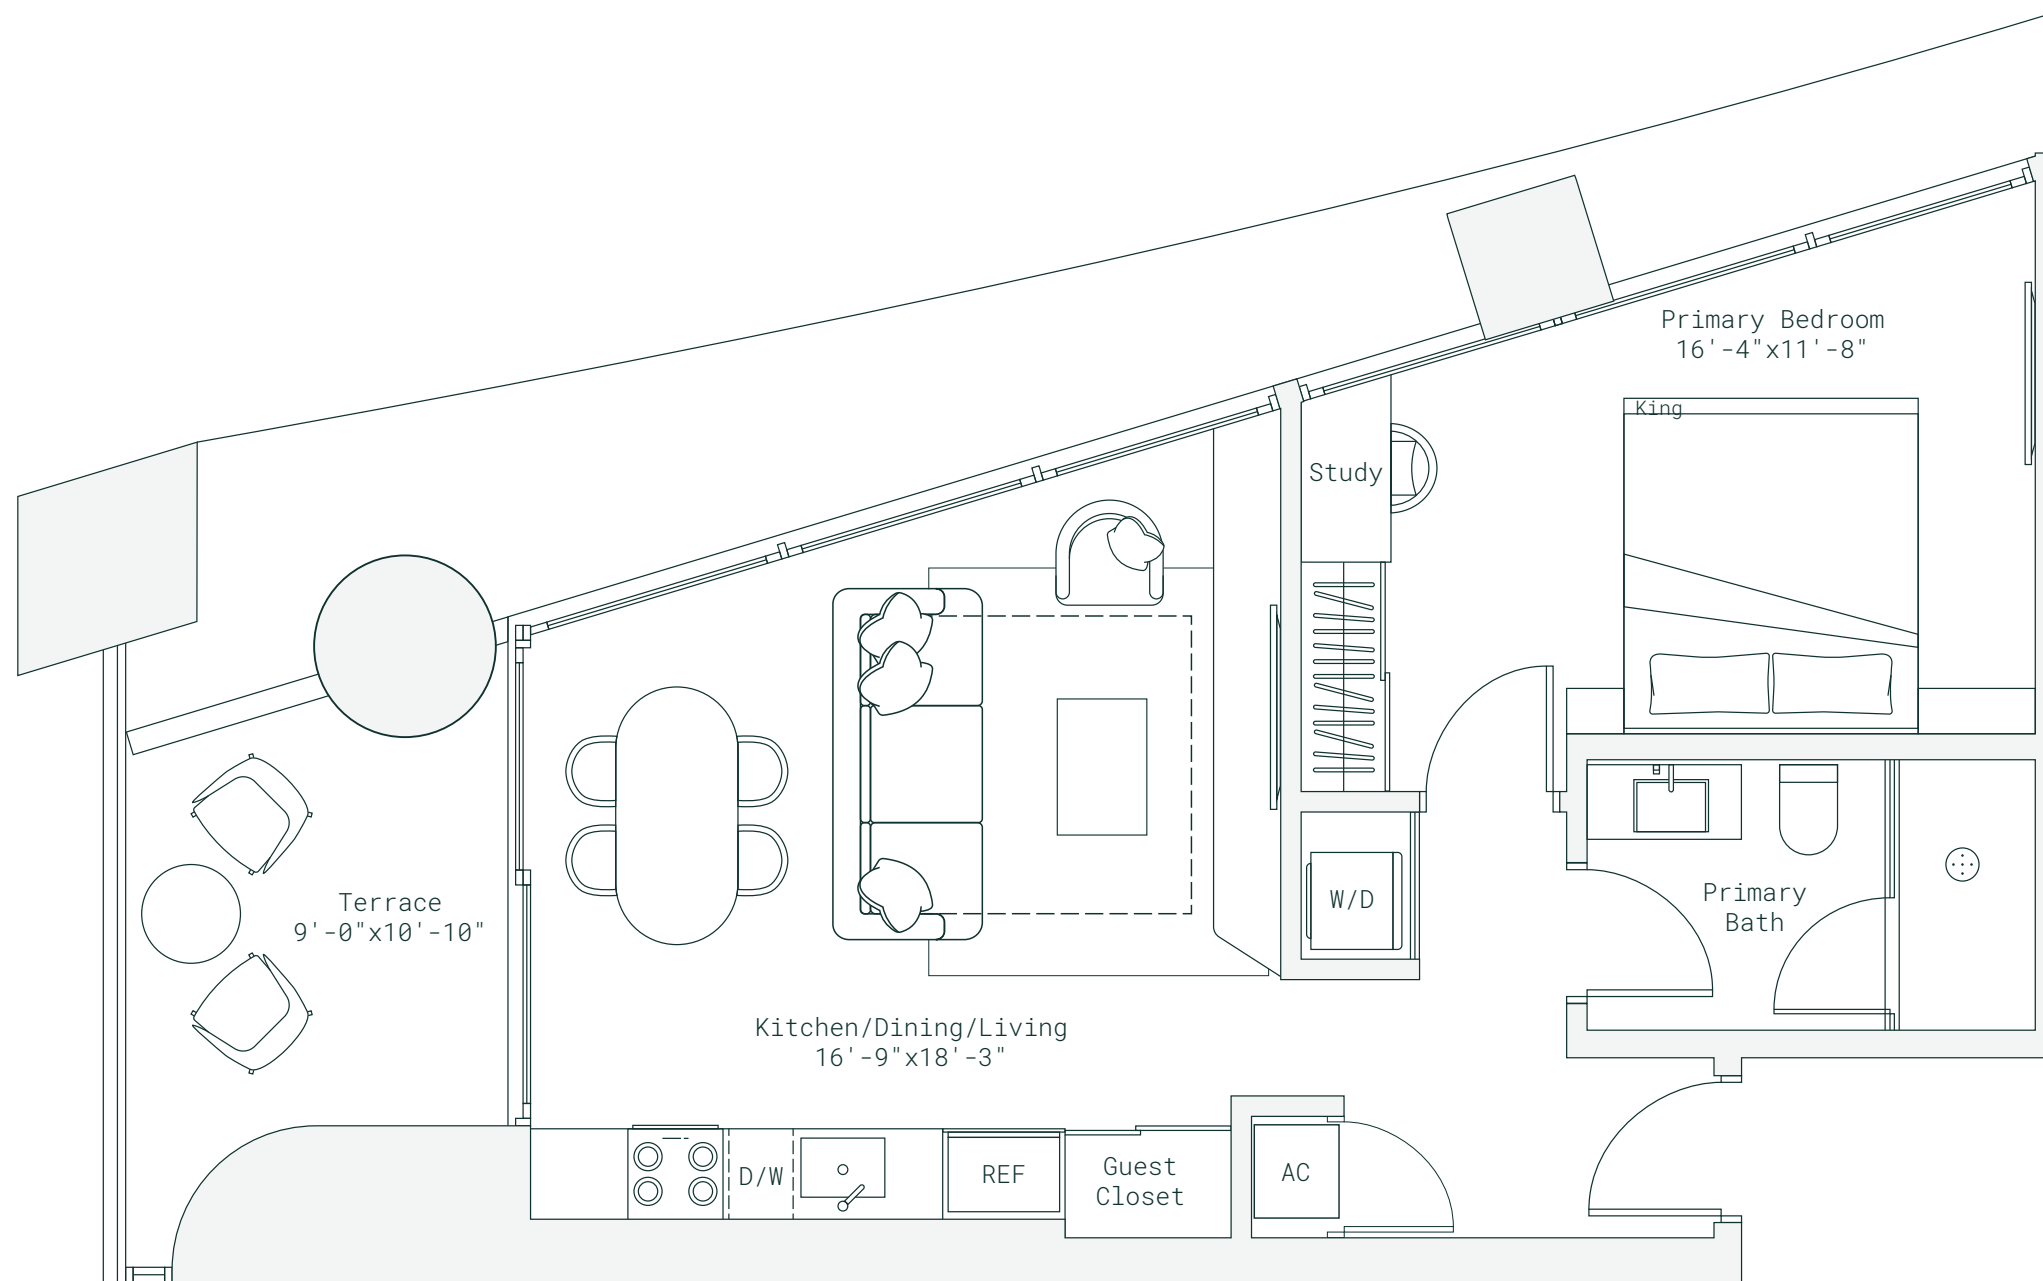 Primary Bedroom
16'-4"x11'-8"
King
Study
W/D
Primary
Bath
Terrace
9'-0"x10'-10"
Kitchen/Dining/Living
16'-9"x18'-3"
D/W
REF
Guest
Closet
AC